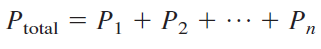 P_total = P_1 + P_2 + ⋯ + P_n